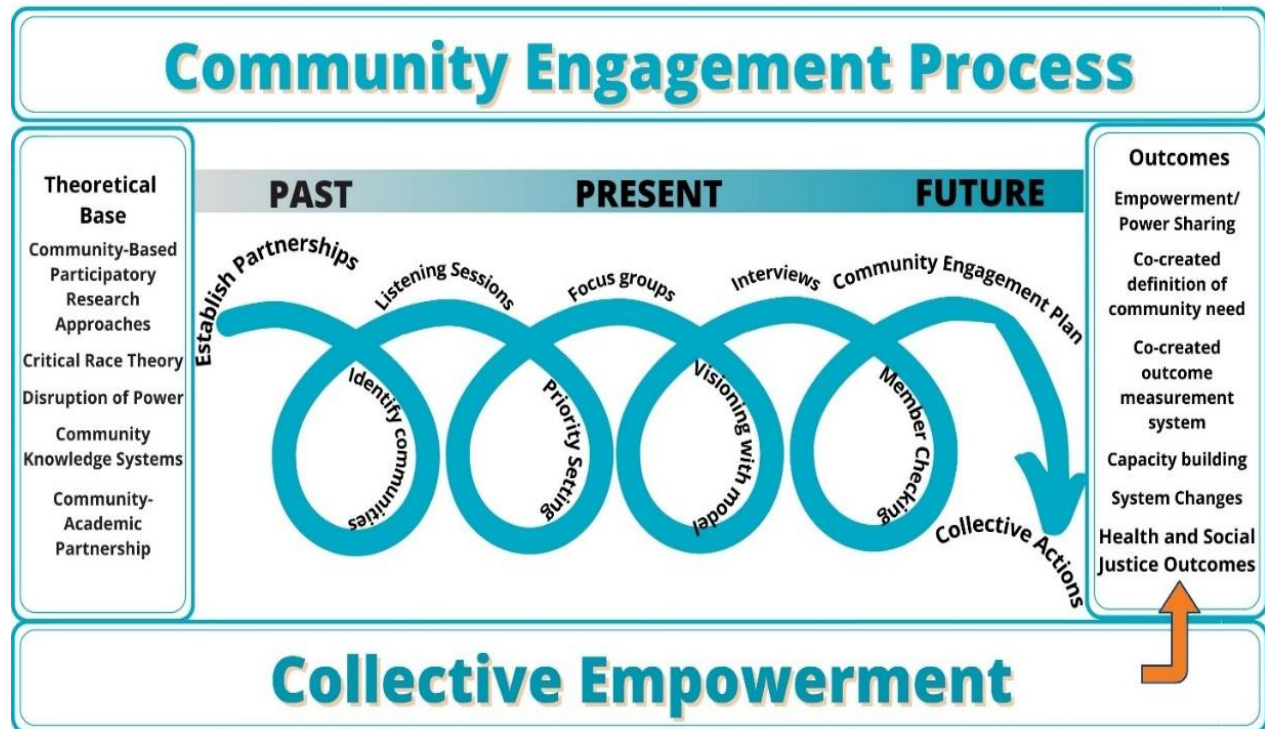 Community Engagement Process
Theoretical
Base
Community-Based
Participatory
Research
Approaches
Critical Race Theory
Disruption of Power
Community
Knowledge Systems
Community-
Academic
Partnership
PAST
PRESENT
FUTURE
Establish Partnerships
Listening Sessions
Focus groups
Interviews
Community Engagement Plan
Identify communities
Priority Setting
Visioning with model
Member Checking
Collective Actions
Outcomes
Empowerment/
Power Sharing
Co-created
definition of
community need
Co-created
outcome
measurement
system
Capacity building
System Changes
Health and Social
Justice Outcomes
Collective Empowerment